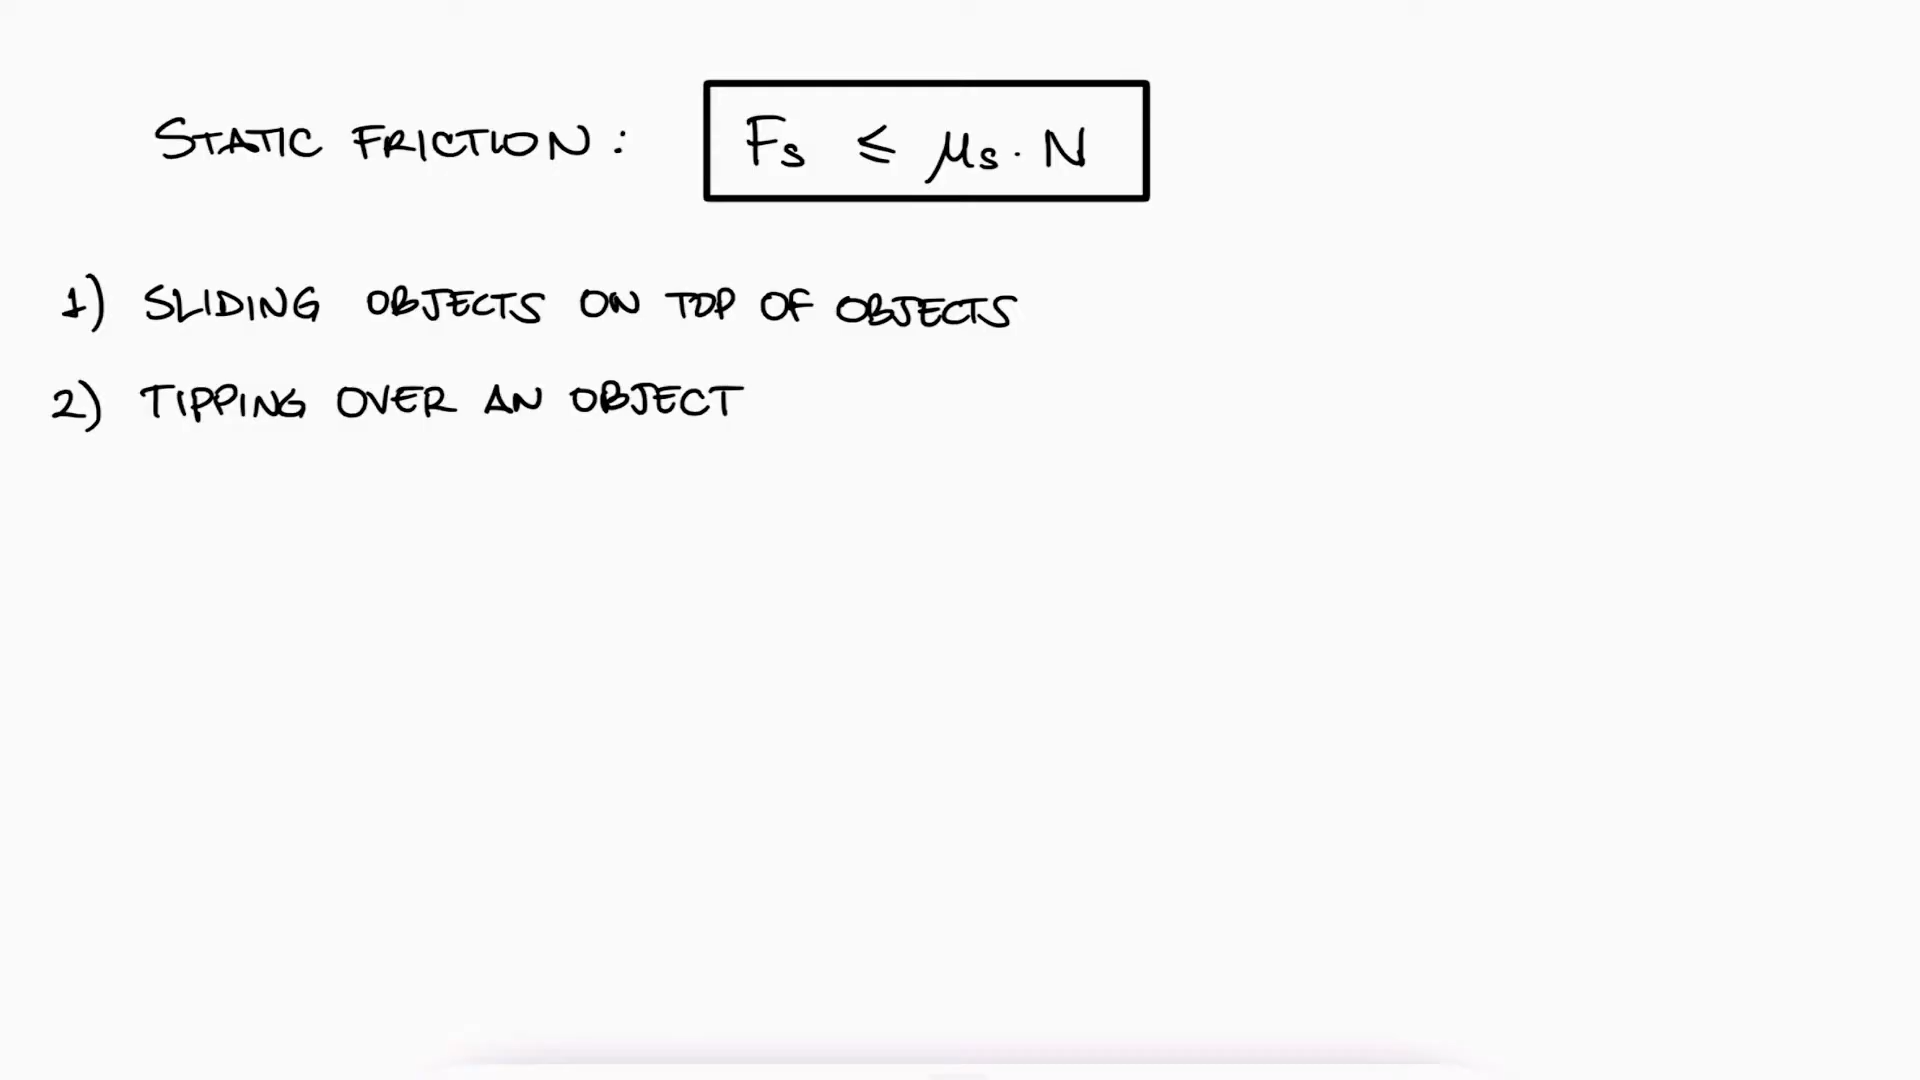 STATIC FRICTION: Fs ≤ μs · N
1) SLIDING OBJECTS ON TOP OF OBJECTS
2) TIPPING OVER AN OBJECT